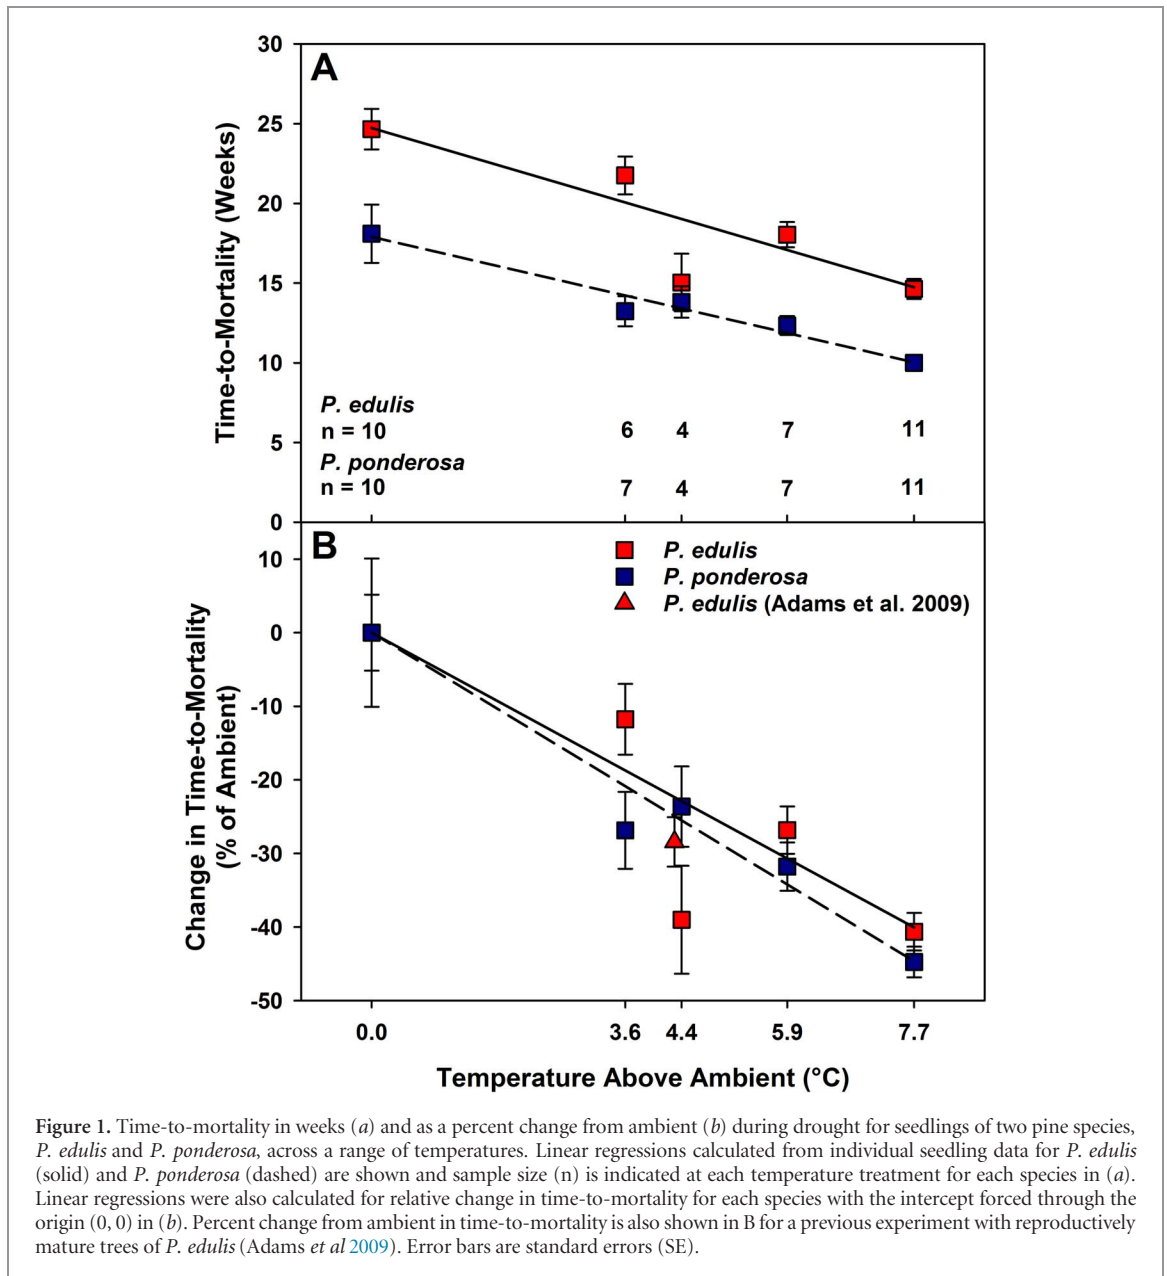 A
30
25
20
15
10
5
0
Time-to-Mortality (Weeks)
P. edulis
n = 10 6 4 7 11
P. ponderosa
n = 10 7 4 7 11
B
P. edulis
P. ponderosa
P. edulis (Adams et al. 2009)
10
0
-10
-20
-30
-40
-50
Change in Time-to-Mortality
(% of Ambient)
0.0 3.6 4.4 5.9 7.7
Temperature Above Ambient (°C)
Figure 1. Time-to-mortality in weeks (a) and as a percent change from ambient (b) during drought for seedlings of two pine species,
P. edulis and P. ponderosa, across a range of temperatures. Linear regressions calculated from individual seedling data for P. edulis
(solid) and P. ponderosa (dashed) are shown and sample size (n) is indicated at each temperature treatment for each species in (a).
Linear regressions were also calculated for relative change in time-to-mortality for each species with the intercept forced through the
origin (0, 0) in (b). Percent change from ambient in time-to-mortality is also shown in B for a previous experiment with reproductively
mature trees of P. edulis (Adams et al 2009). Error bars are standard errors (SE).